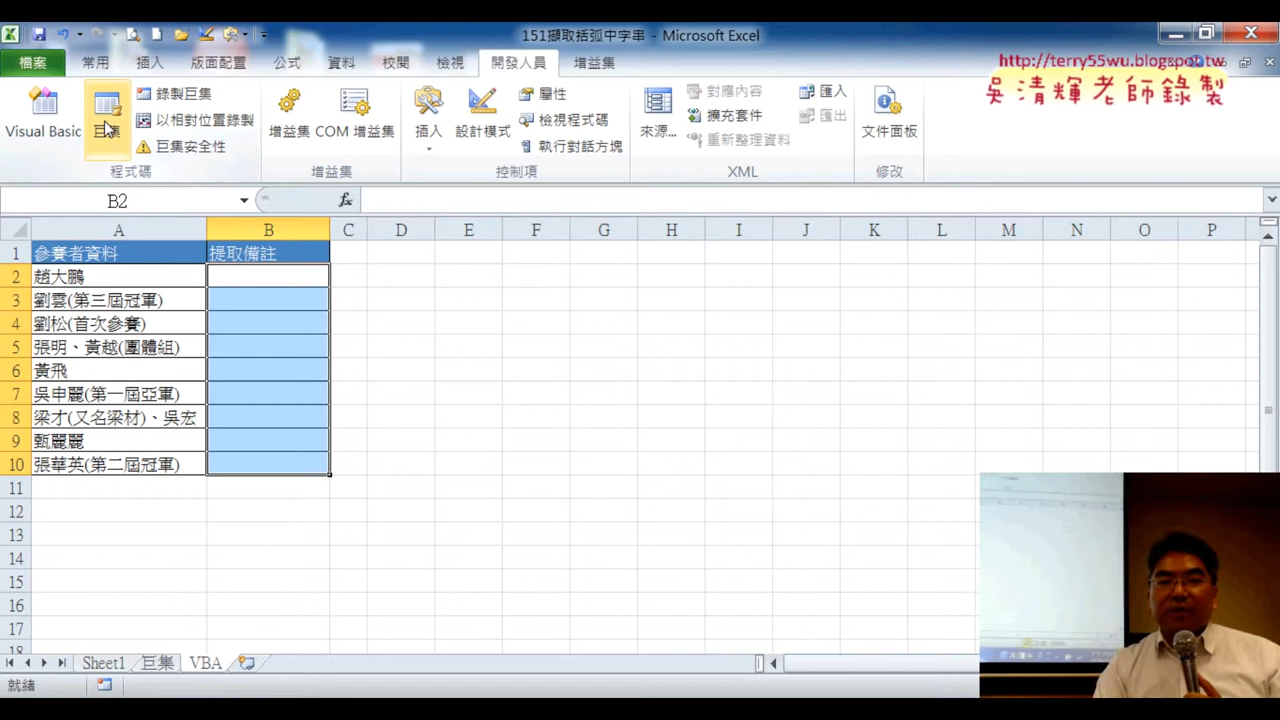 151擷取括弧中字串 - Microsoft Excel
http://terry55wu.blogspot.tw
吳清輝老師錄製
檔案 常用 插入 版面配置 公式 資料 校閱 檢視 開發人員 增益集
Visual Basic 巨集 錄製巨集 以相對位置錄製 巨集安全性
增益集 COM 增益集
插入 設計模式 屬性 檢視程式碼 執行對話方塊
來源... 對應內容 擴充套件 重新整理資料 匯入 匯出
文件面板
程式碼 增益集 控制項 XML 修改
B2 fx
A B C D E F G H I J K L M N O P
1 參賽者資料 提取備註
2 趙大鵬
3 劉雲(第三屆冠軍)
4 劉松(首次參賽)
5 張明、黃越(團體組)
6 黃飛
7 吳申麗(第一屆亞軍)
8 梁才(又名梁材)、吳宏
9 甄麗麗
10 張華英(第二屆冠軍)
11
12
13
14
15
16
17
18
Sheet1 巨集 VBA
就緒